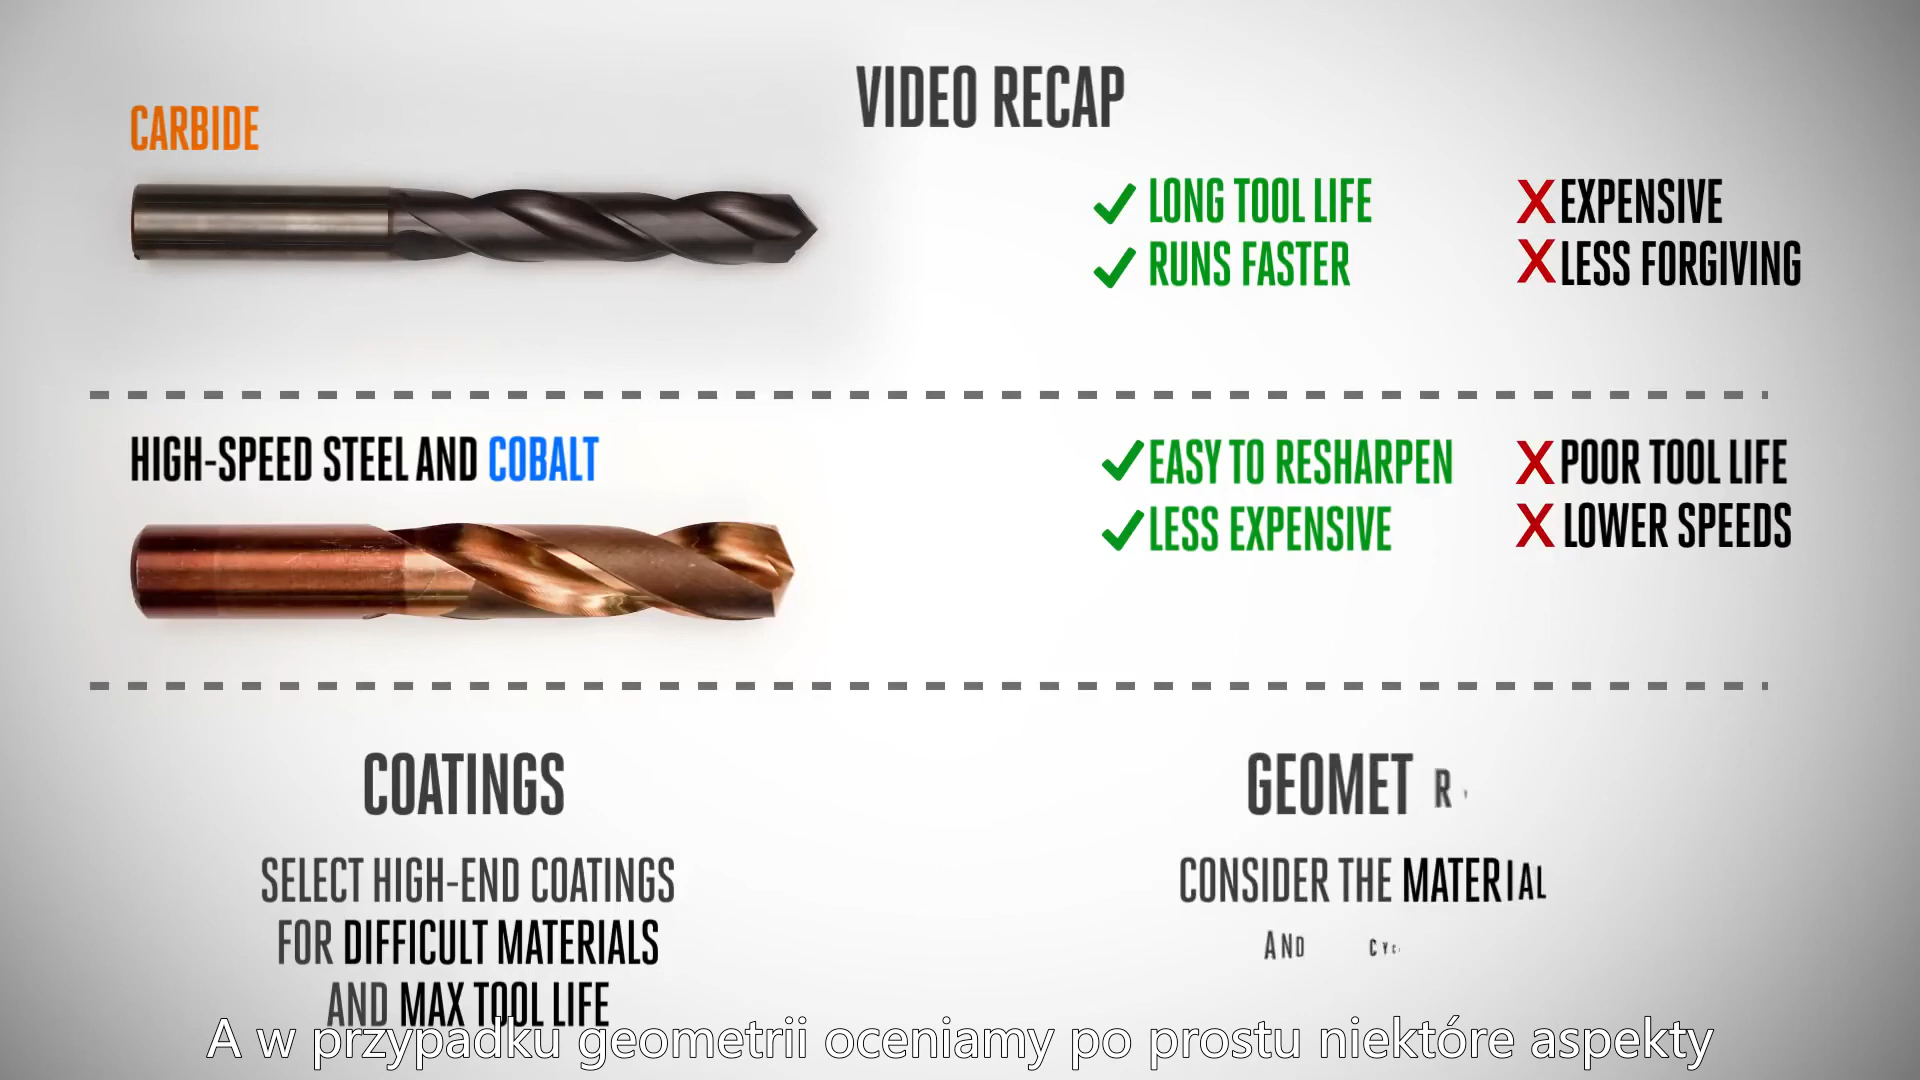 VIDEO RECAP
CARBIDE
LONG TOOL LIFE
RUNS FASTER
EXPENSIVE
LESS FORGIVING
HIGH-SPEED STEEL AND COBALT
EASY TO RESHARPEN
LESS EXPENSIVE
POOR TOOL LIFE
LOWER SPEEDS
COATINGS
SELECT HIGH-END COATINGS
FOR DIFFICULT MATERIALS
AND MAX TOOL LIFE
GEOMETR
CONSIDER THE MATERIAL
AND
A w przypadku geometrii oceniamy po prostu niektóre aspekty